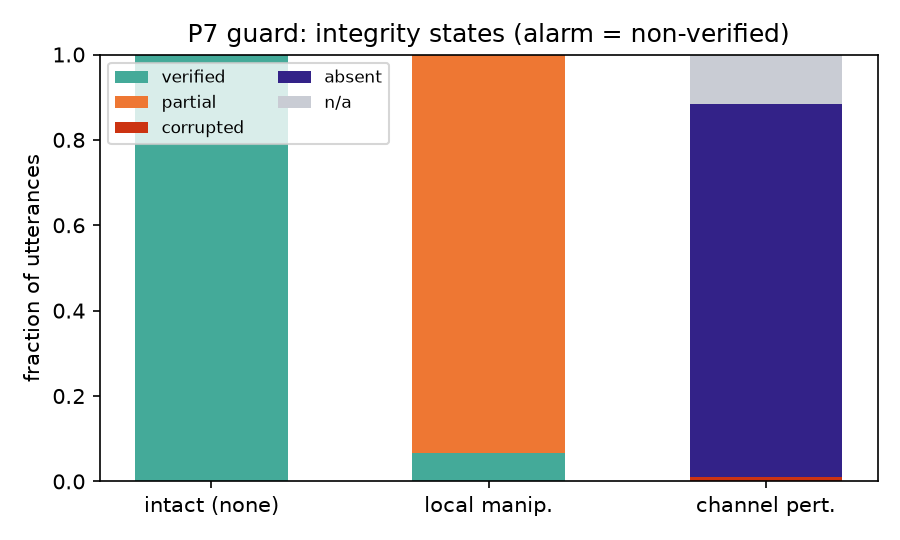 P7 guard: integrity states (alarm = non-verified)
verified
partial
corrupted
absent
n/a
fraction of utterances
1.0
0.8
0.6
0.4
0.2
0.0
intact (none)
local manip.
channel pert.